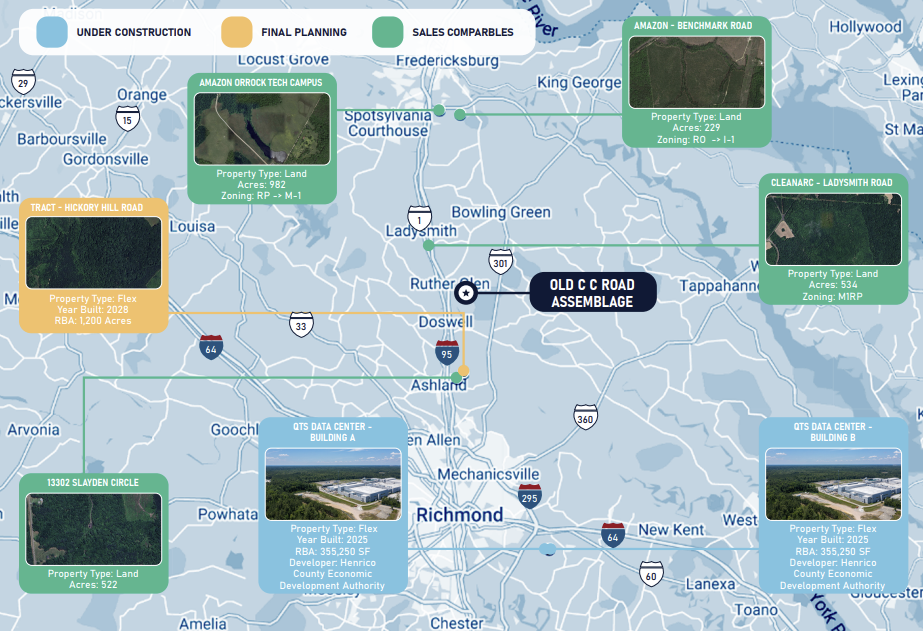 UNDER CONSTRUCTION
FINAL PLANNING
SALES COMPARBLES
River
Hollywood
AMAZON - BENCHMARK ROAD
Property Type: Land
Acres: 229
Zoning: RO -> I-1
Locust Grove
Fredericksburg
King George
29
Orange
15
Barboursville
Gordonsville
AMAZON ORROCK TECH CAMPUS
Property Type: Land
Acres: 982
Zoning: RP -> M-1
Spotsylvania
Courthouse
St Ma
CLEANARC - LADYSMITH ROAD
Property Type: Land
Acres: 534
Zoning: M1RP
TRACT - HICKORY HILL ROAD
Property Type: Flex
Year Built: 2028
RBA: 1,200 Acres
Louisa
1
Bowling Green
Ladysmith
301
Ruther Glen
OLD C C ROAD
ASSEMBLAGE
Tappahann
Doswell
33
64
95
Ashland
360
Arvonia
Goochl
en Allen
Mechanicsville
295
Richmond
Powhata
64
New Kent
West
60
Lanexa
Toano
York R
Gloucester
Amelia
Chester
13302 SLAYDEN CIRCLE
Property Type: Land
Acres: 522
QTS DATA CENTER -
BUILDING A
Property Type: Flex
Year Built: 2025
RBA: 355,250 SF
Developer: Henrico
County Economic
Development Authority
QTS DATA CENTER -
BUILDING B
Property Type: Flex
Year Built: 2025
RBA: 355,250 SF
Developer: Henrico
County Economic
Development Authority